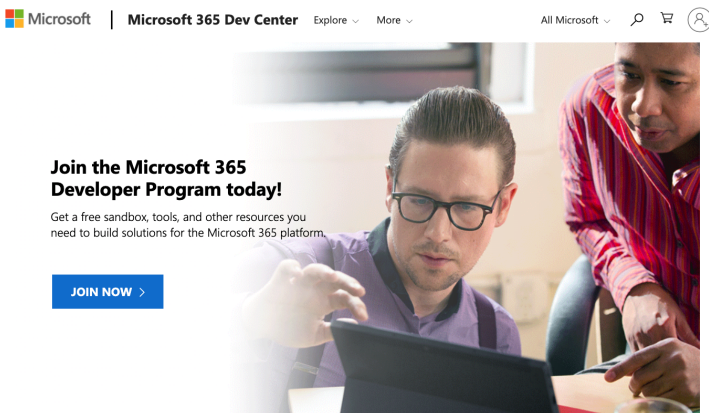 Microsoft
Microsoft 365 Dev Center
Explore
More
All Microsoft
Join the Microsoft 365
Developer Program today!
Get a free sandbox, tools, and other resources you
need to build solutions for the Microsoft 365 platform.
JOIN NOW